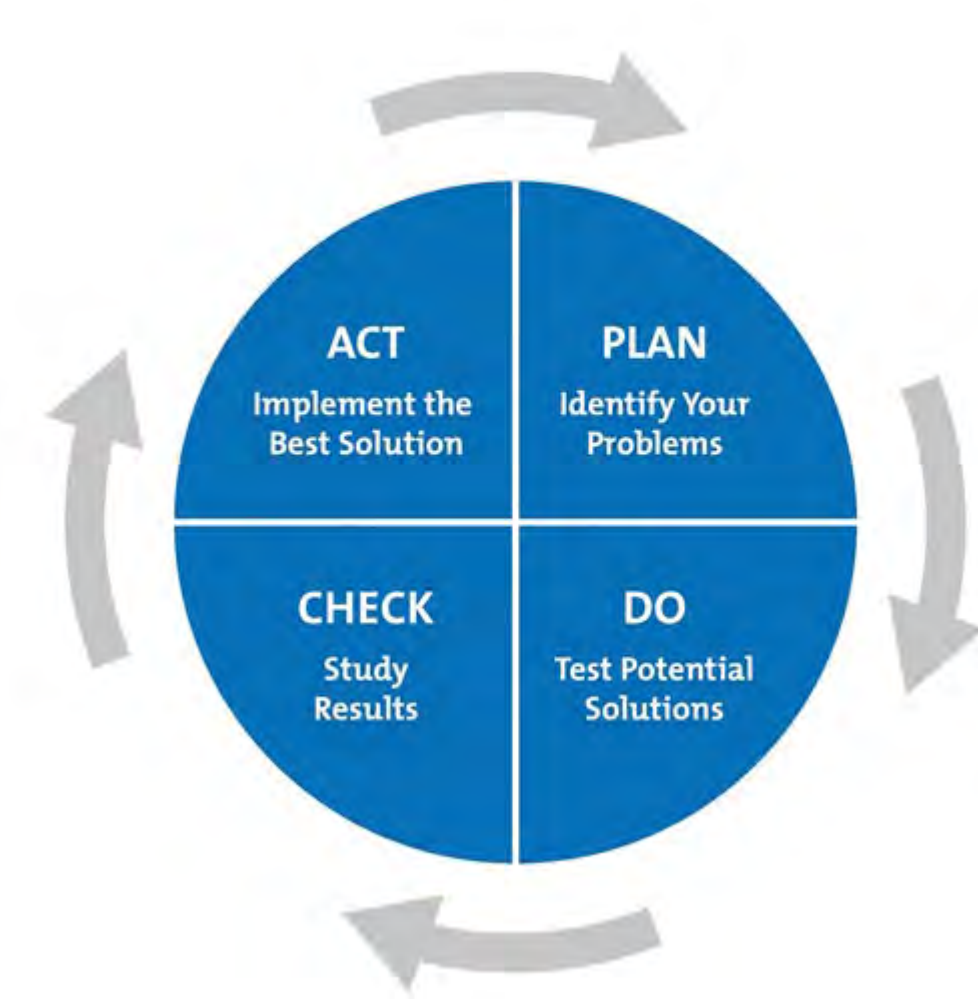 ACT
Implement the
Best Solution
PLAN
Identify Your
Problems
CHECK
Study
Results
DO
Test Potential
Solutions